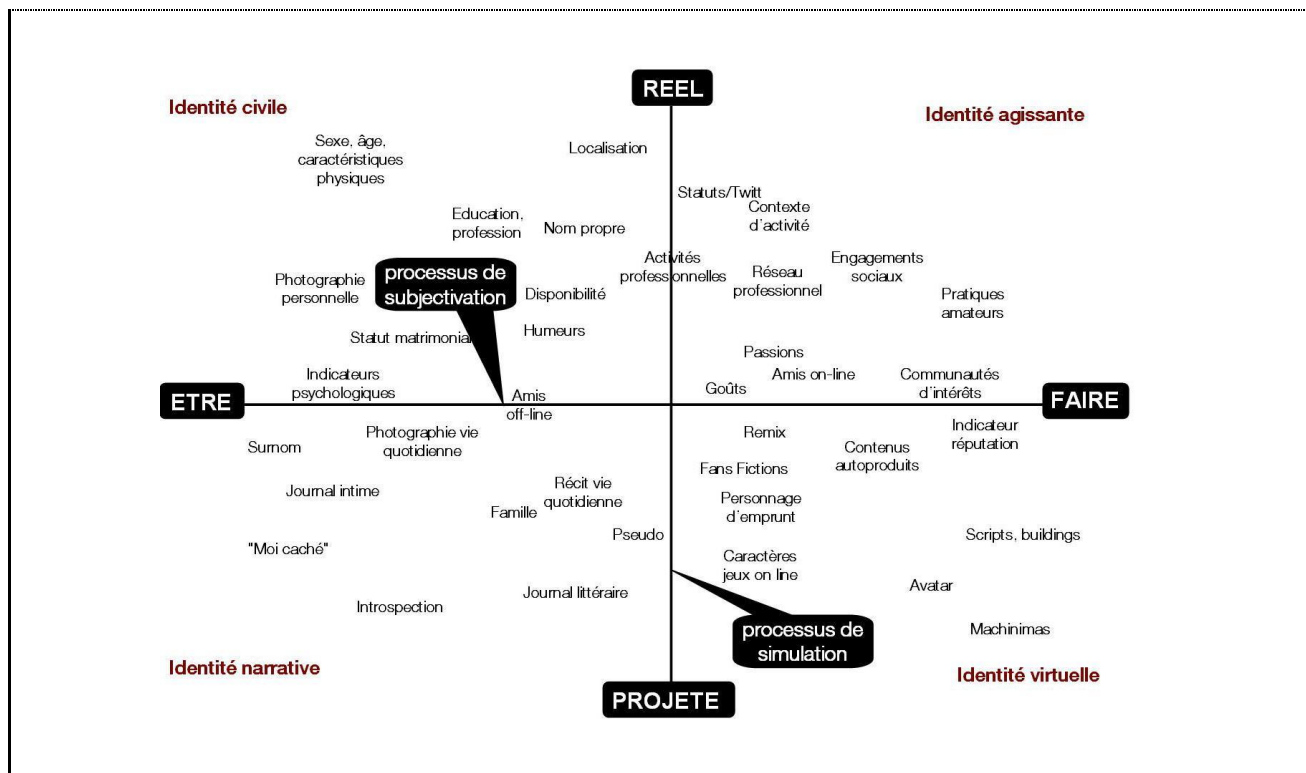 REEL
Identité civile
Identité agissante
Sexe, âge,
caractéristiques
physiques
Localisation
Statuts/Twitt
Contexte
d'activité
Education,
profession
Nom propre
Activités
professionnelles
Engagements
sociaux
processus de
subjectivation
Réseau
professionnel
Photographie
personnelle
Disponibilité
Pratiques
amateurs
Humeurs
Statut matrimonial
Passions
Indicateurs
psychologiques
Amis on-line
Communautés
d'intérêts
Goûts
Amis
off-line
ETRE
FAIRE
Surnom
Photographie vie
quotidienne
Remix
Indicateur
réputation
Contenus
autoproduits
Fans Fictions
Journal intime
Récit vie
quotidienne
Famille
Personnage
d'emprunt
Pseudo
Scripts, buildings
"Moi caché"
Caractères
jeux on line
Avatar
Journal littéraire
Introspection
processus de
simulation
Machinimas
Identité narrative
Identité virtuelle
PROJETE